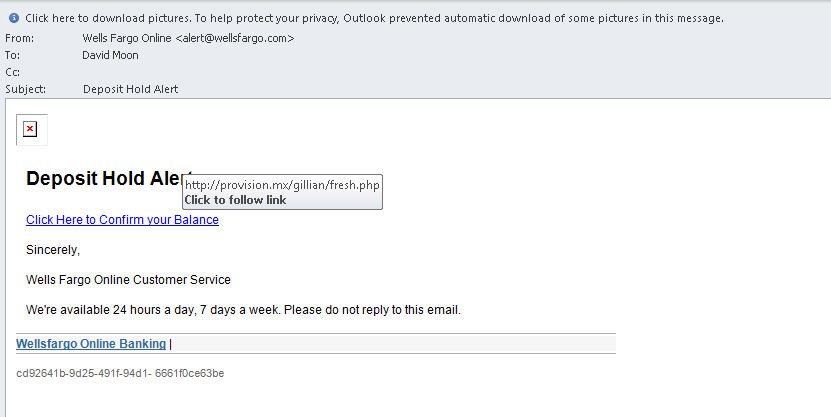 Click here to download pictures. To help protect your privacy, Outlook prevented automatic download of some pictures in this message.
From: Wells Fargo Online <alert@wellsfargo.com>
To: David Moon
Cc:
Subject: Deposit Hold Alert
Deposit Hold Alert
http://provision.mx/gillian/fresh.php
Click to follow link
Click Here to Confirm your Balance
Sincerely,
Wells Fargo Online Customer Service
We're available 24 hours a day, 7 days a week. Please do not reply to this email.
Wellsfargo Online Banking |
cd92641b-9d25-491f-94d1- 6661f0ce63be